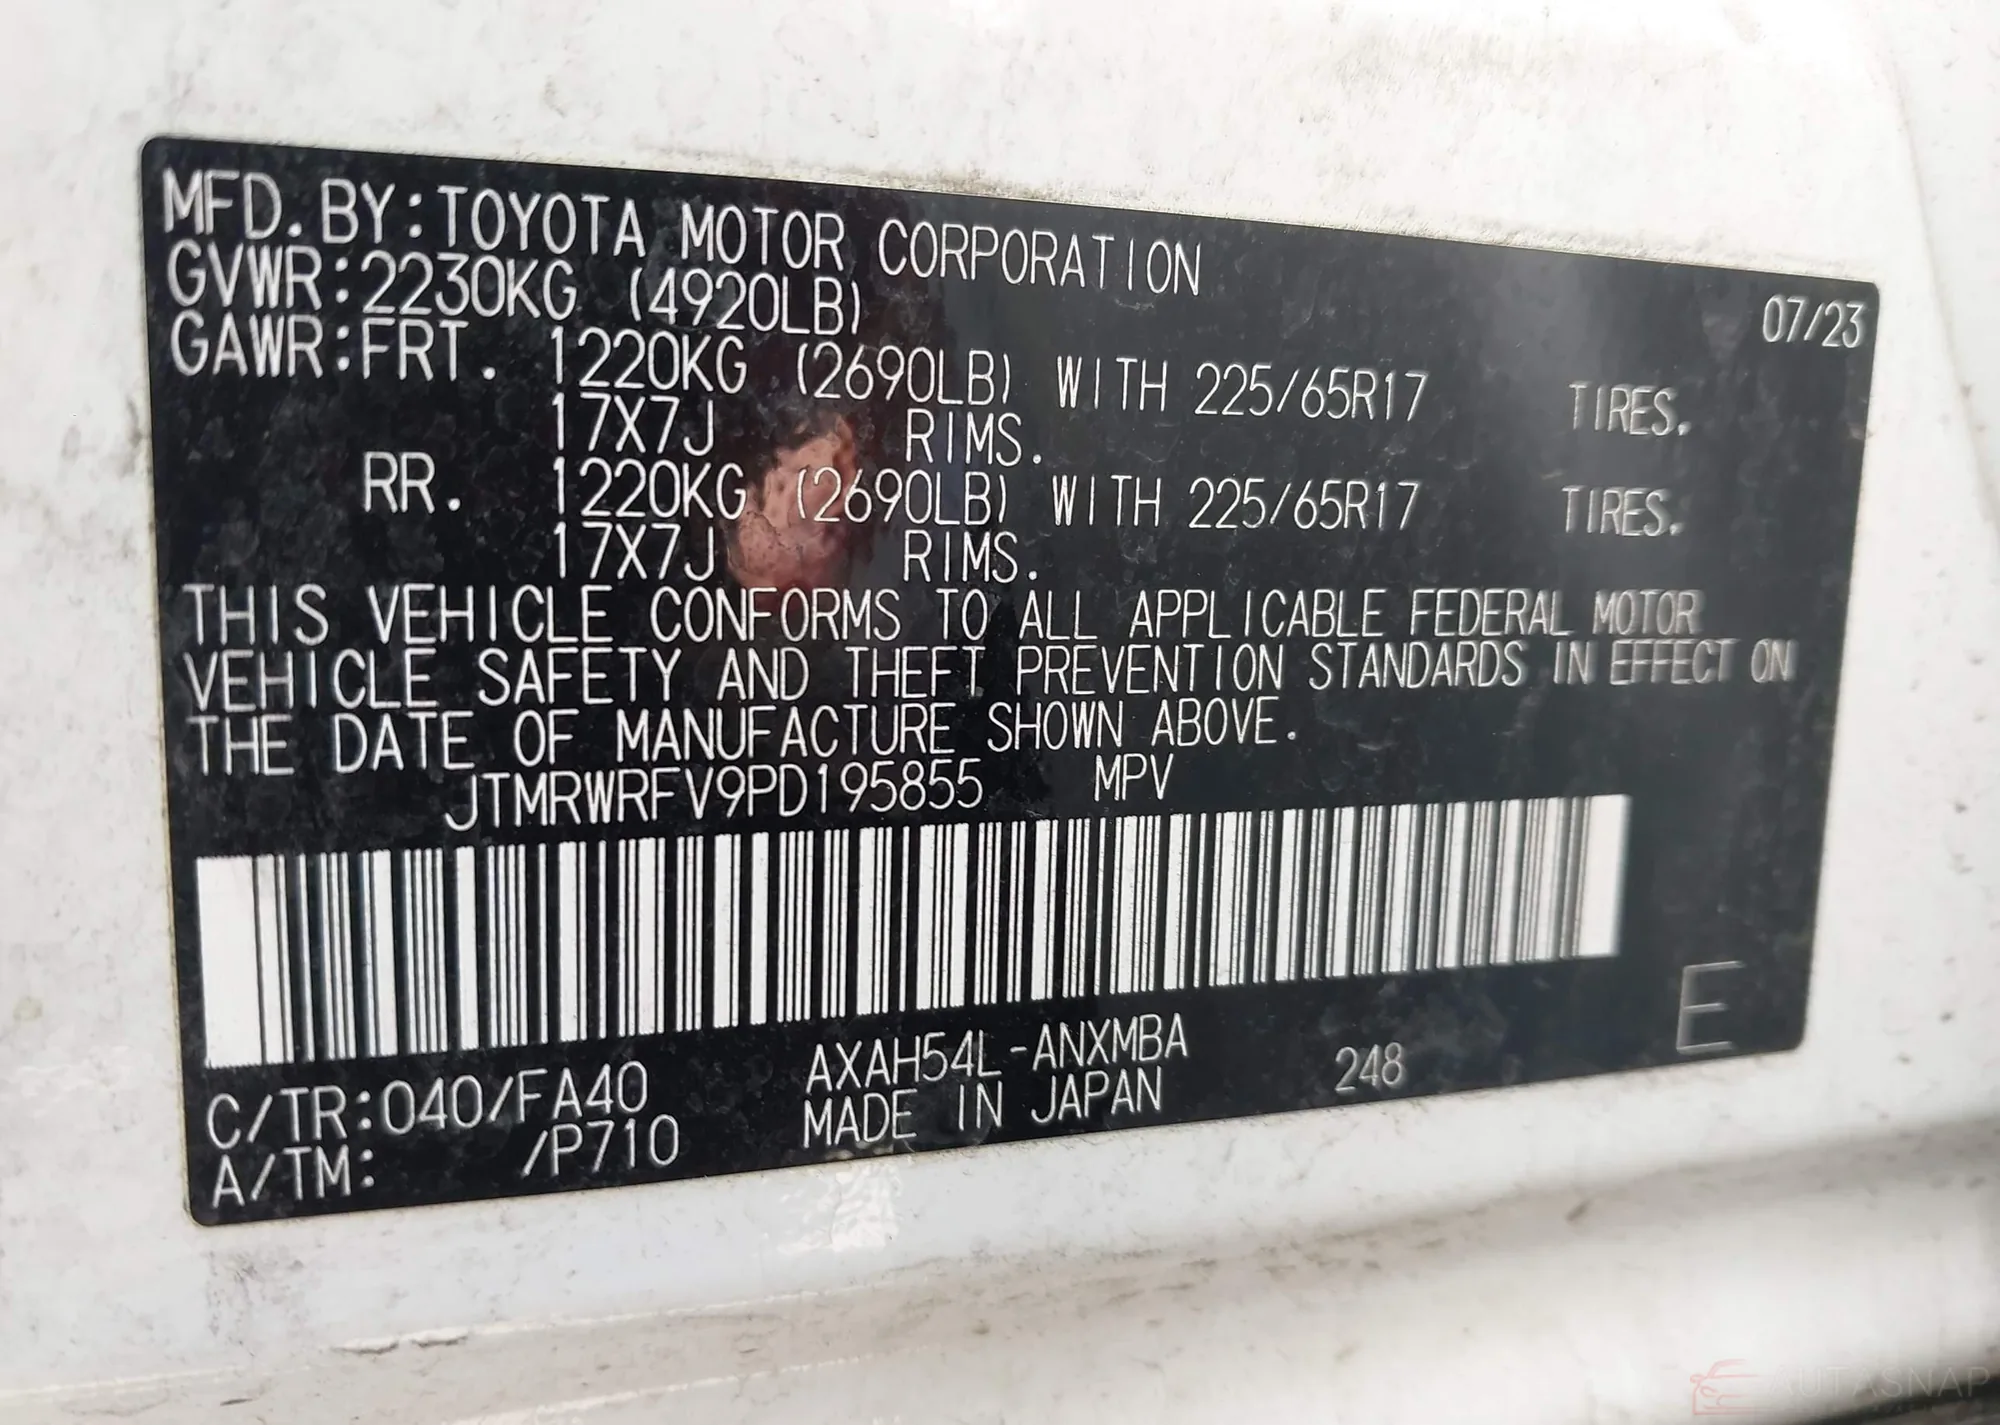 MFD. BY: TOYOTA MOTOR CORPORATION 07/23
GVWR: 2230KG (4920LB)
GAWR: FRT. 1220KG (2690LB) WITH 225/65R17 TIRES.
17X7J RIMS.
RR. 1220KG (2690LB) WITH 225/65R17 TIRES.
17X7J RIMS.
THIS VEHICLE CONFORMS TO ALL APPLICABLE FEDERAL MOTOR
VEHICLE SAFETY AND THEFT PREVENTION STANDARDS IN EFFECT ON
THE DATE OF MANUFACTURE SHOWN ABOVE.
JTMRWRFV9PD195855 MPV
E
C/TR: 040/FA40 AXAH54L-ANXMBA 248
A/TM: /P710 MADE IN JAPAN
AUTASNAP